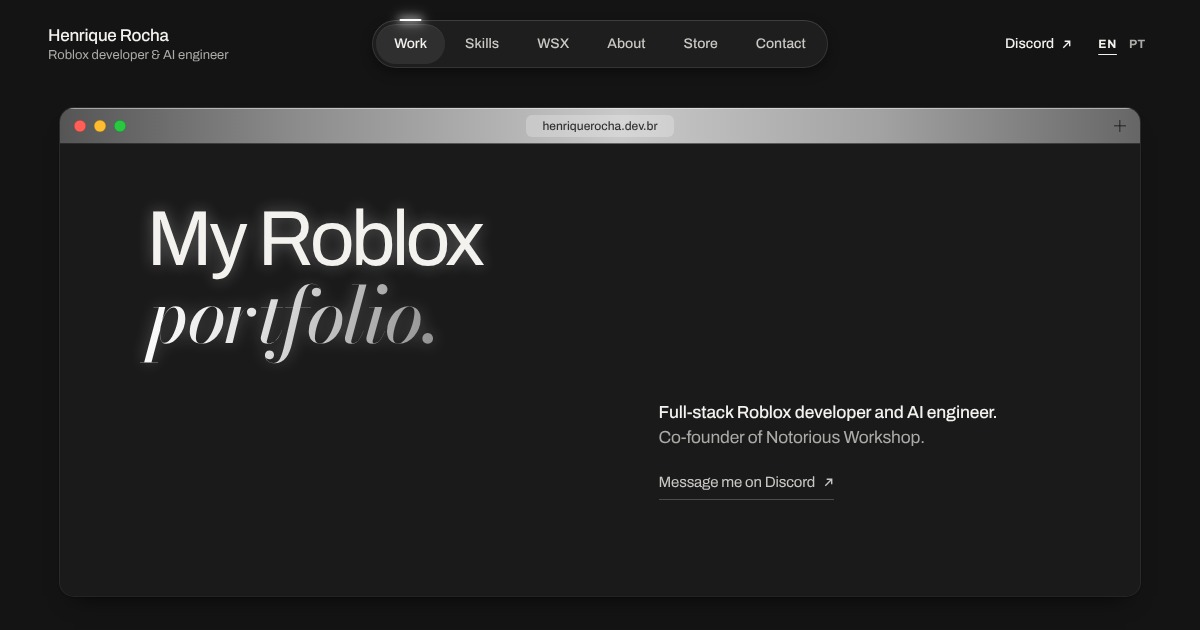 Henrique Rocha
Roblox developer & AI engineer
Work
Skills
WSX
About
Store
Contact
Discord ↗
EN
PT
henriquerocha.dev.br
+
My Roblox
portfolio.
Full-stack Roblox developer and AI engineer.
Co-founder of Notorious Workshop.
Message me on Discord ↗